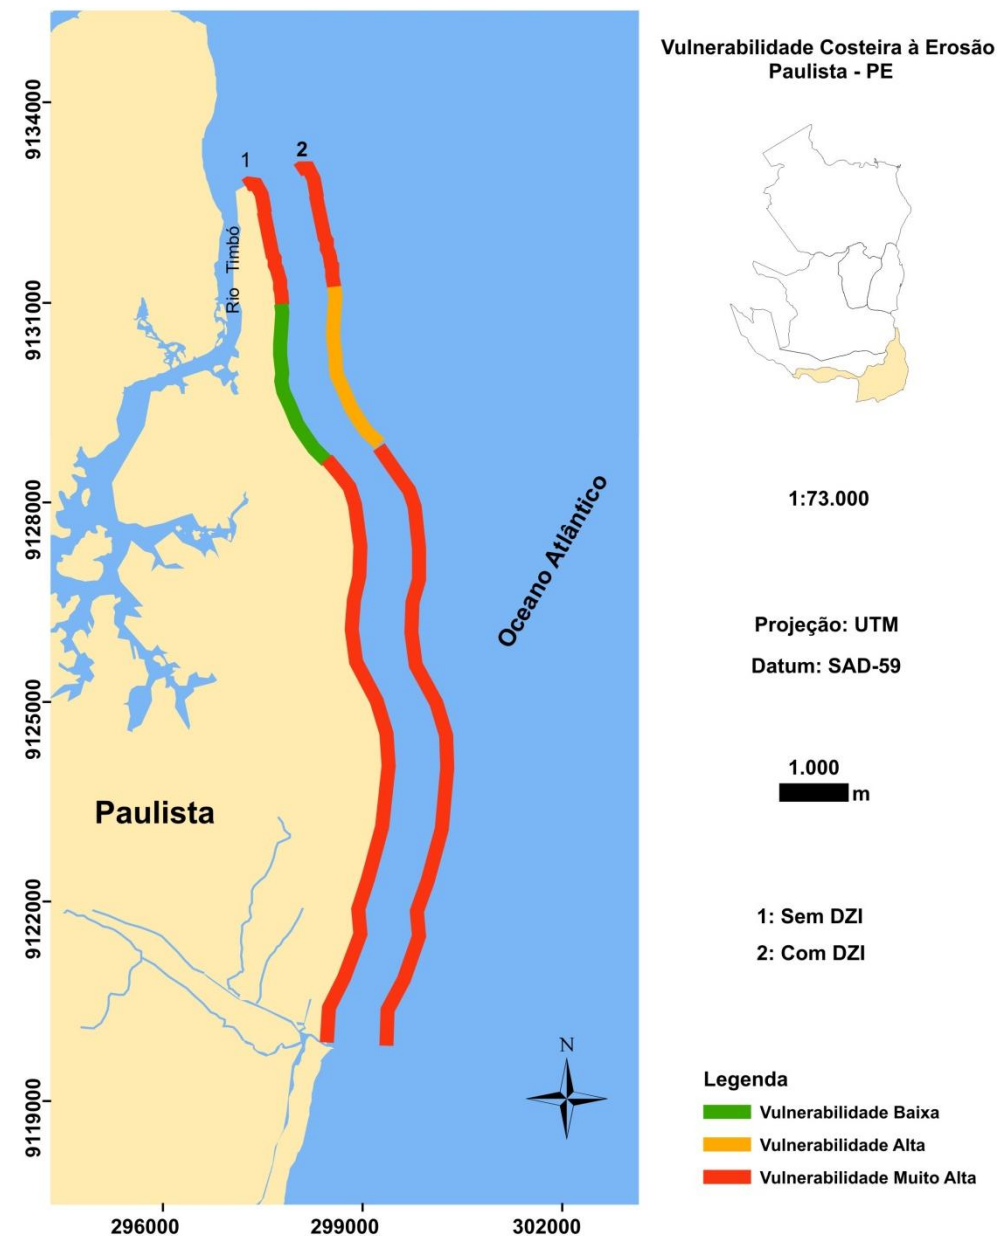 Vulnerabilidade Costeira à Erosão
Paulista - PE
9134000
9131000
9128000
9125000
9122000
9119000
1
2
Rio Timbó
Oceano Atlântico
Paulista
1:73.000
Projeção: UTM
Datum: SAD-59
1.000
m
1: Sem DZI
2: Com DZI
N
Legenda
Vulnerabilidade Baixa
Vulnerabilidade Alta
Vulnerabilidade Muito Alta
296000
299000
302000